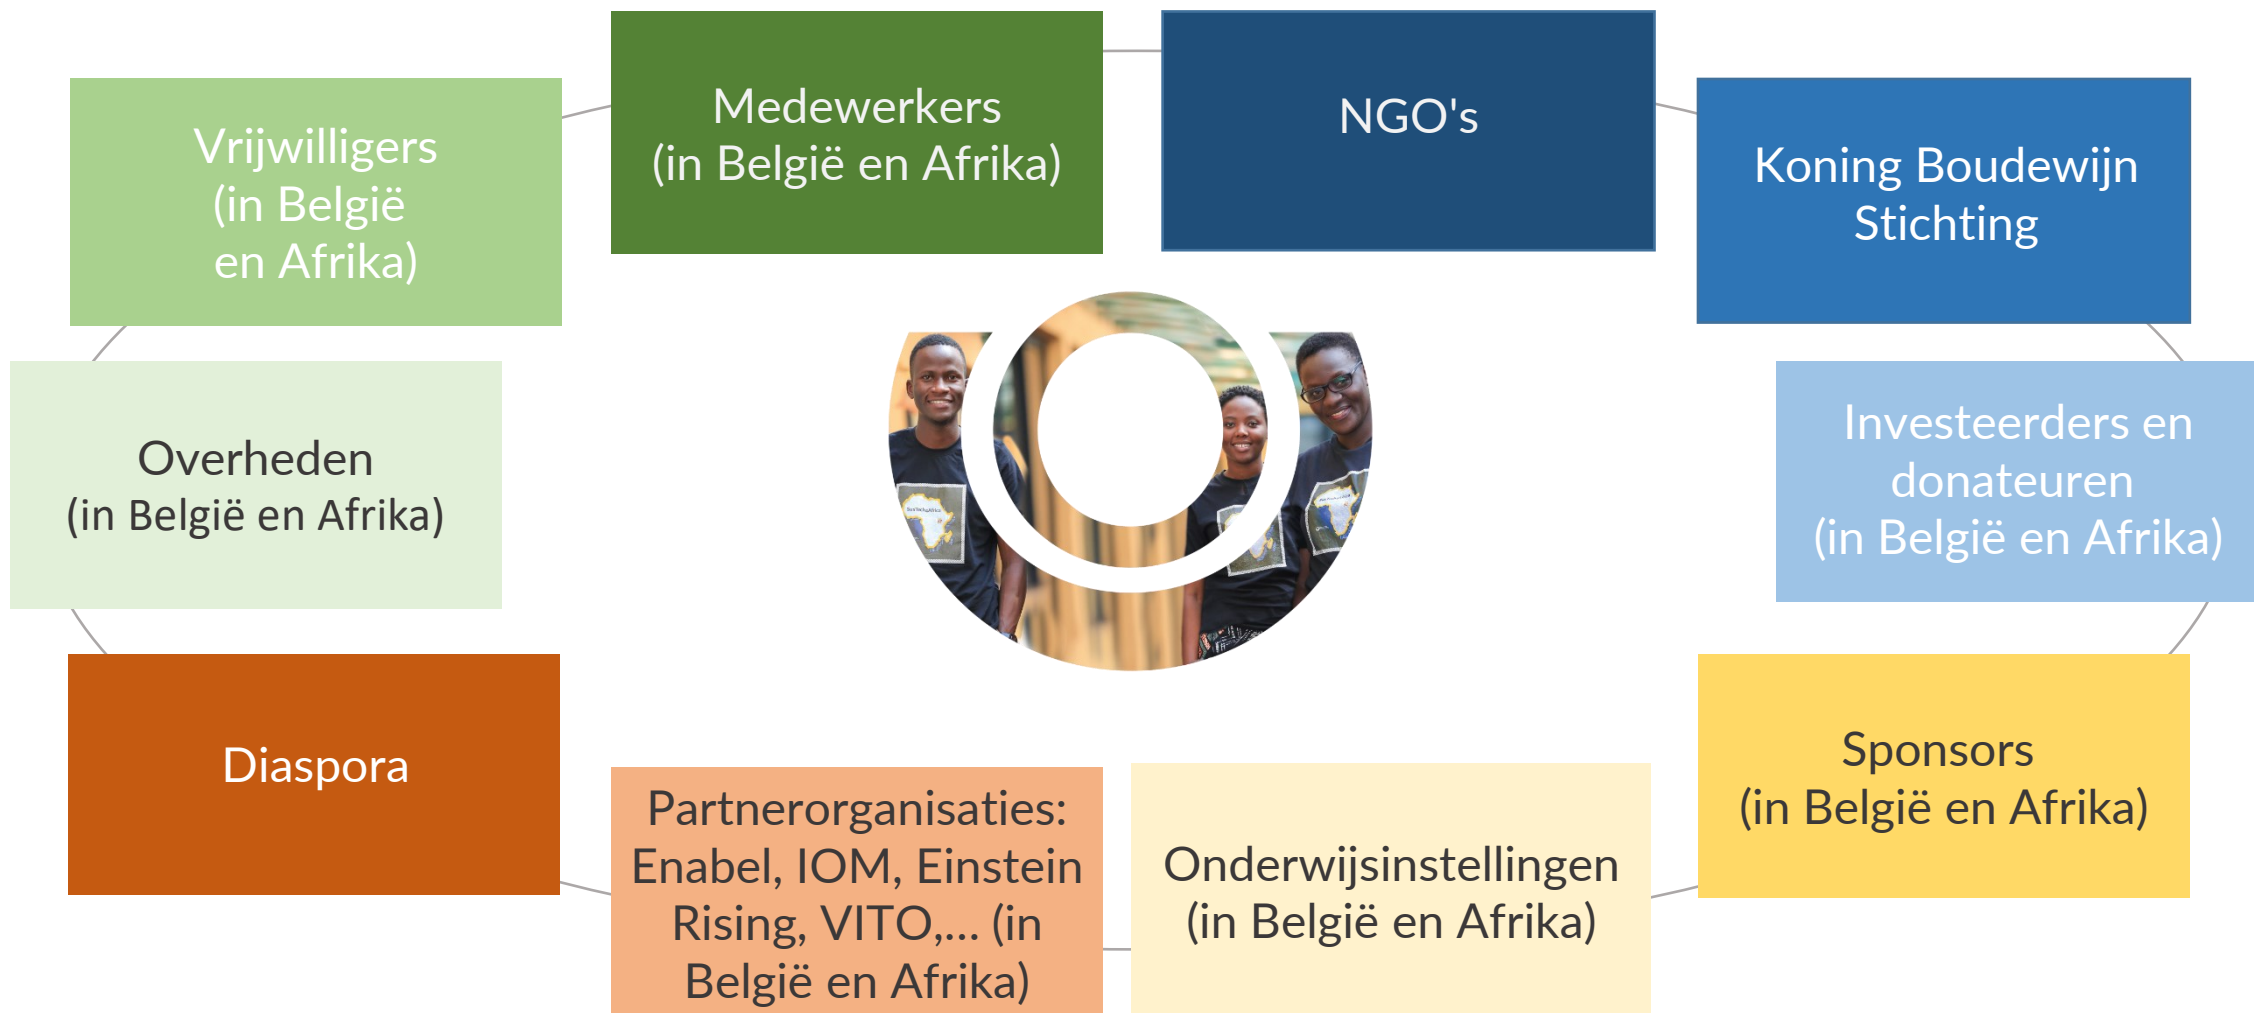 Medewerkers
(in België en Afrika)
NGO's
Koning Boudewijn
Stichting
Investeerders en
donateuren
(in België en Afrika)
Sponsors
(in België en Afrika)
Onderwijsinstellingen
(in België en Afrika)
Partnerorganisaties:
Enabel, IOM, Einstein
Rising, VITO,... (in
België en Afrika)
Diaspora
Overheden
(in België en Afrika)
Vrijwilligers
(in België
en Afrika)